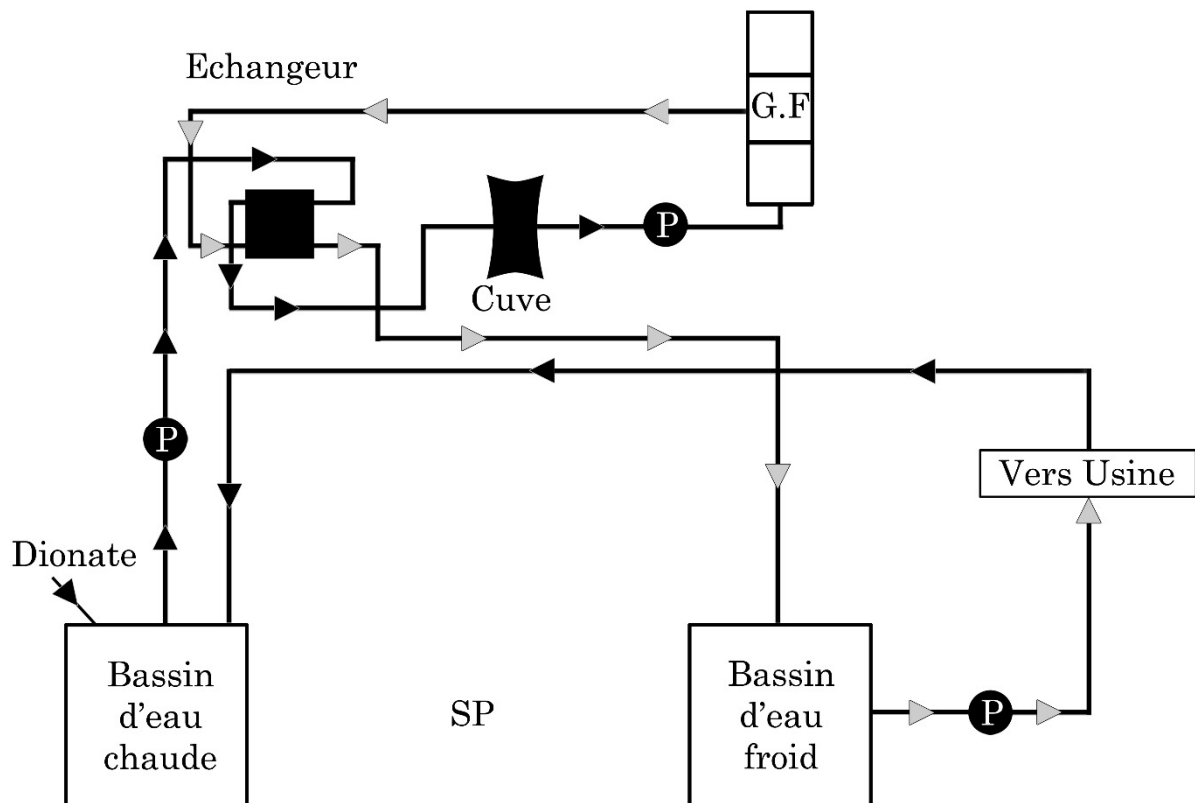 Echangeur
G.F
P
Cuve
P
Vers Usine
Dionate
Bassin
d'eau
chaude
SP
Bassin
d'eau
froid
P